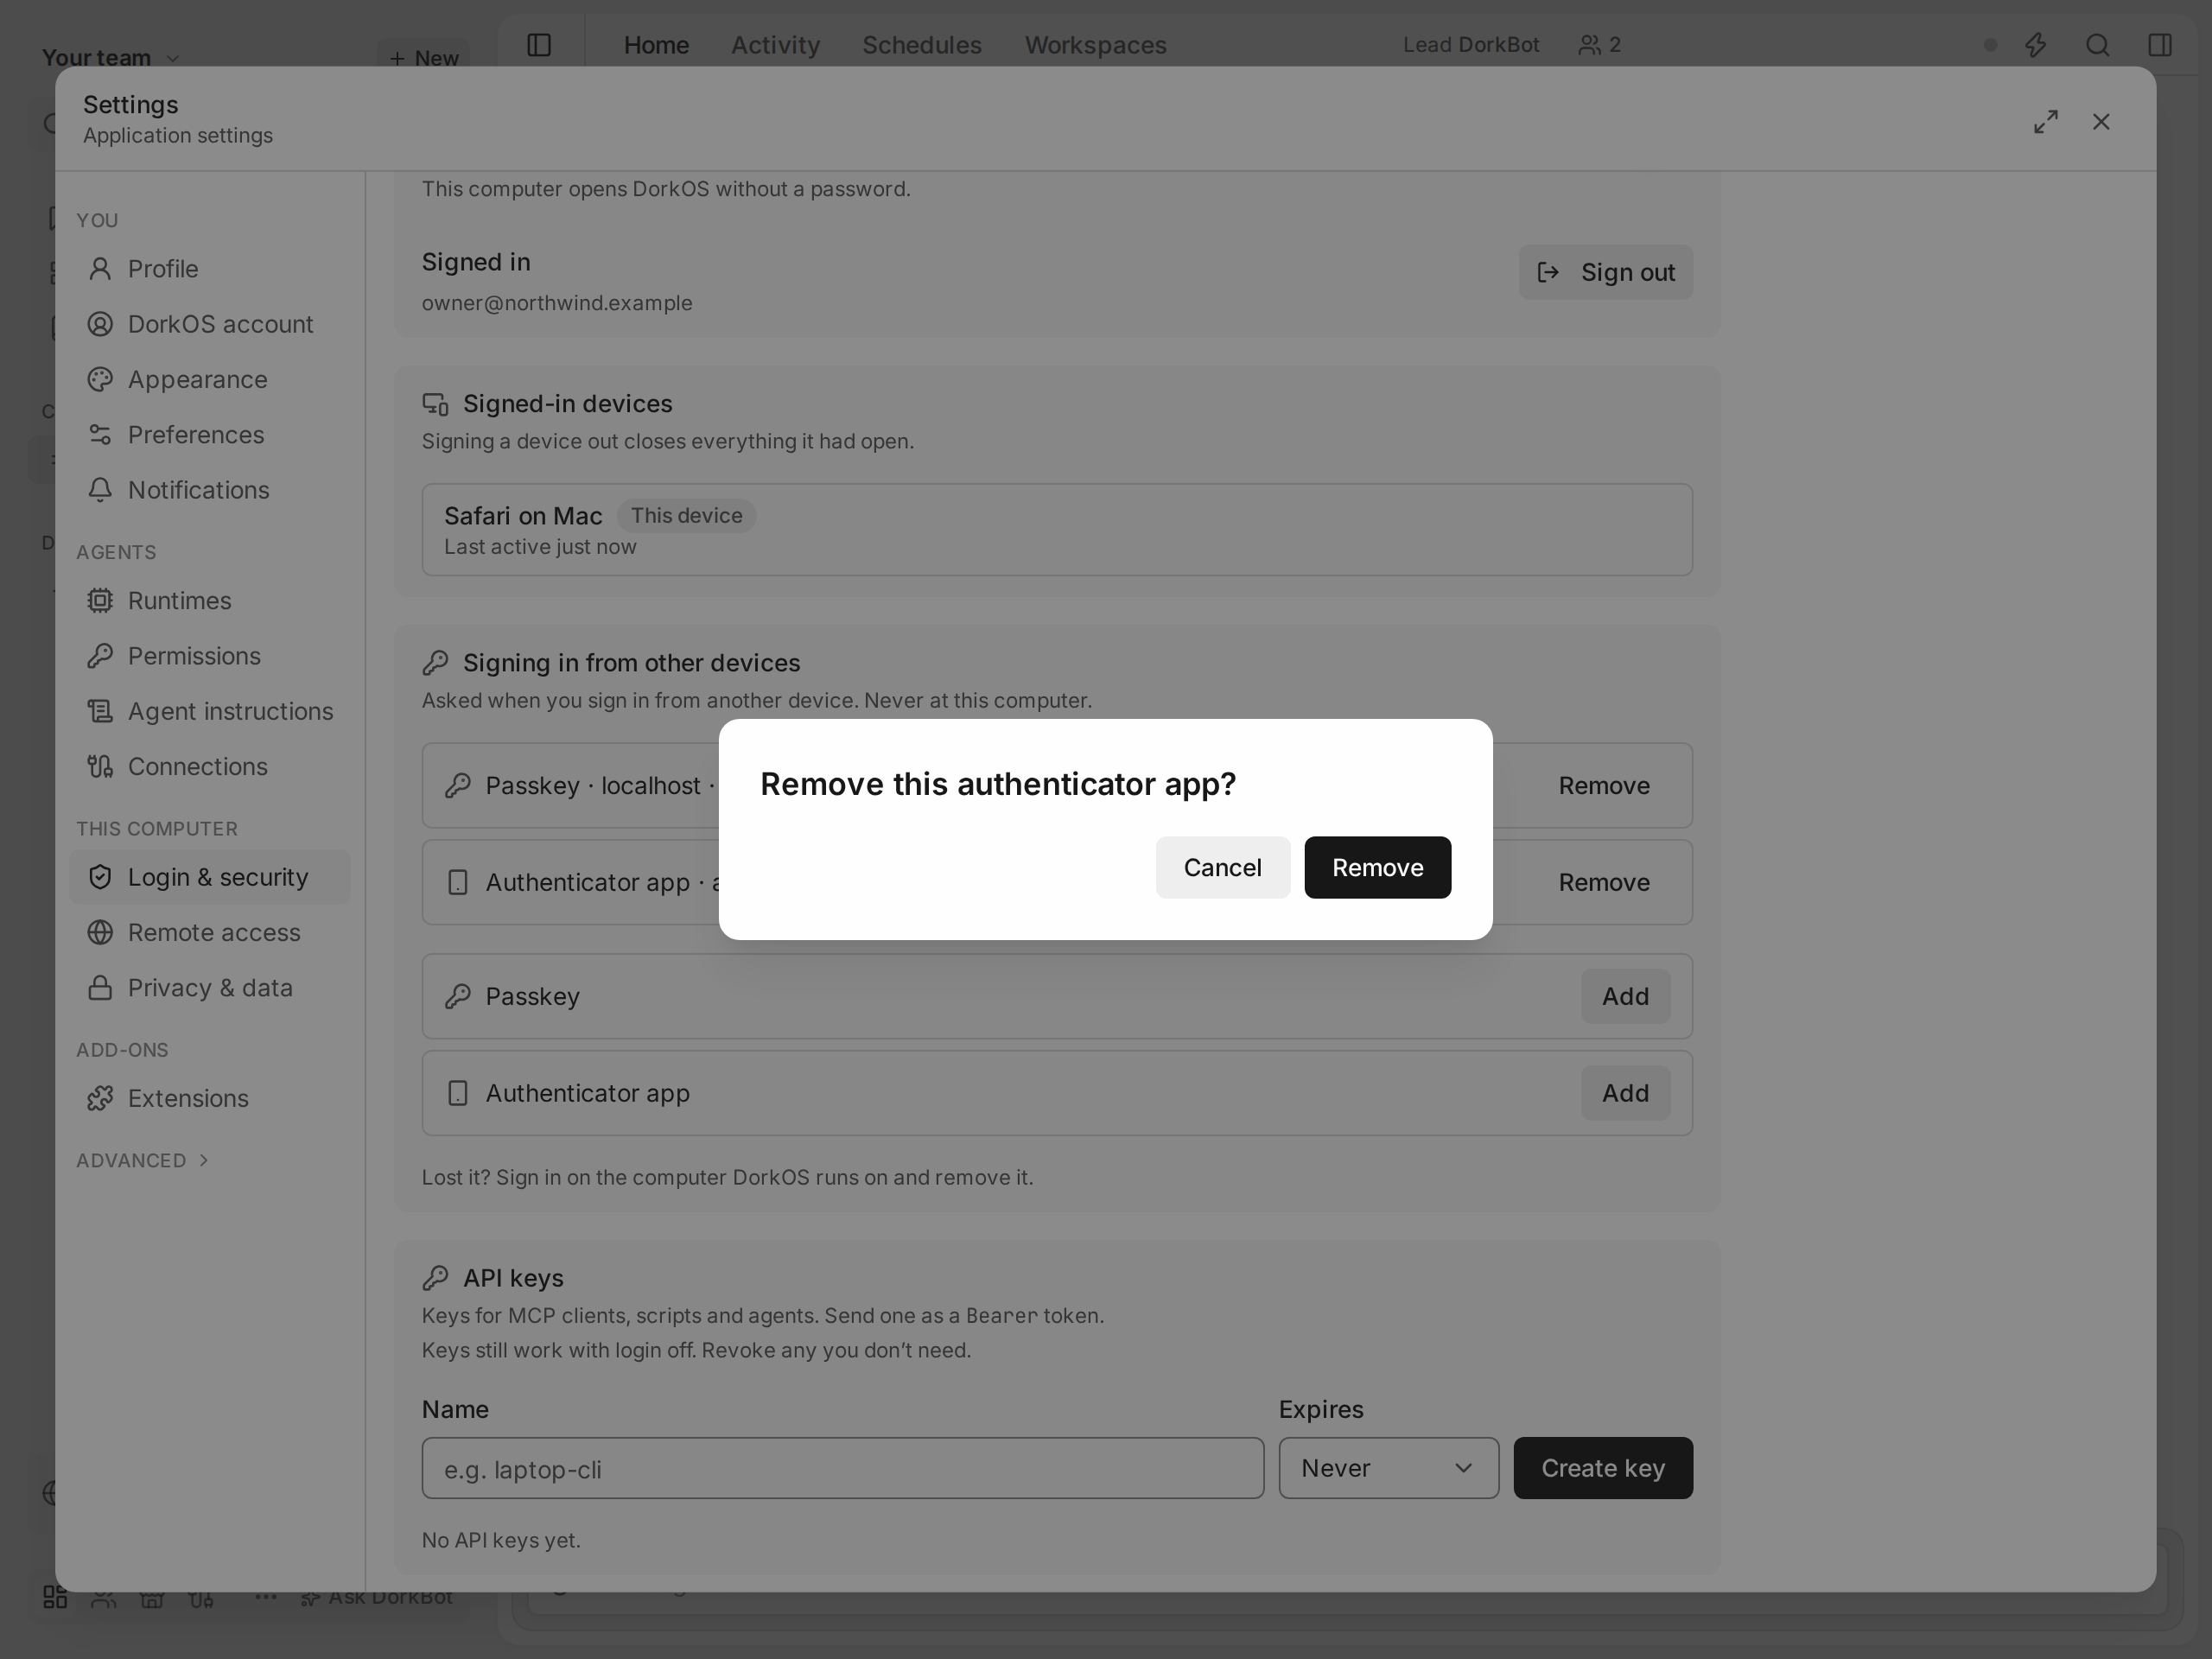 Your team
New
Home
Activity
Schedules
Workspaces
Lead DorkBot
2
Settings
Application settings
YOU
Profile
DorkOS account
Appearance
Preferences
Notifications
AGENTS
Runtimes
Permissions
Agent instructions
Connections
THIS COMPUTER
Login & security
Remote access
Privacy & data
ADD-ONS
Extensions
ADVANCED
This computer opens DorkOS without a password.
Signed in
owner@northwind.example
Sign out
Signed-in devices
Signing a device out closes everything it had open.
Safari on Mac
This device
Last active just now
Signing in from other devices
Asked when you sign in from another device. Never at this computer.
Passkey · localhost ·
Remove
Authenticator app ·
Remove
Remove this authenticator app?
Cancel
Remove
Passkey
Add
Authenticator app
Add
Lost it? Sign in on the computer DorkOS runs on and remove it.
API keys
Keys for MCP clients, scripts and agents. Send one as a Bearer token.
Keys still work with login off. Revoke any you don’t need.
Name
Expires
e.g. laptop-cli
Never
Create key
No API keys yet.
Ask DorkBot